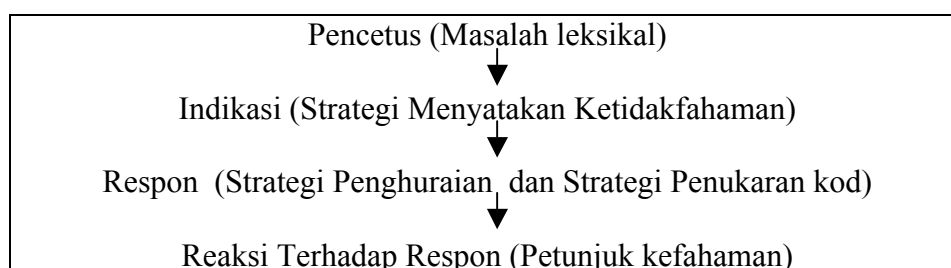 Pencetus (Masalah leksikal)
Indikasi (Strategi Menyatakan Ketidakfahaman)
Respon (Strategi Penghuraian dan Strategi Penukaran kod)
Reaksi Terhadap Respon (Petunjuk kefahaman)